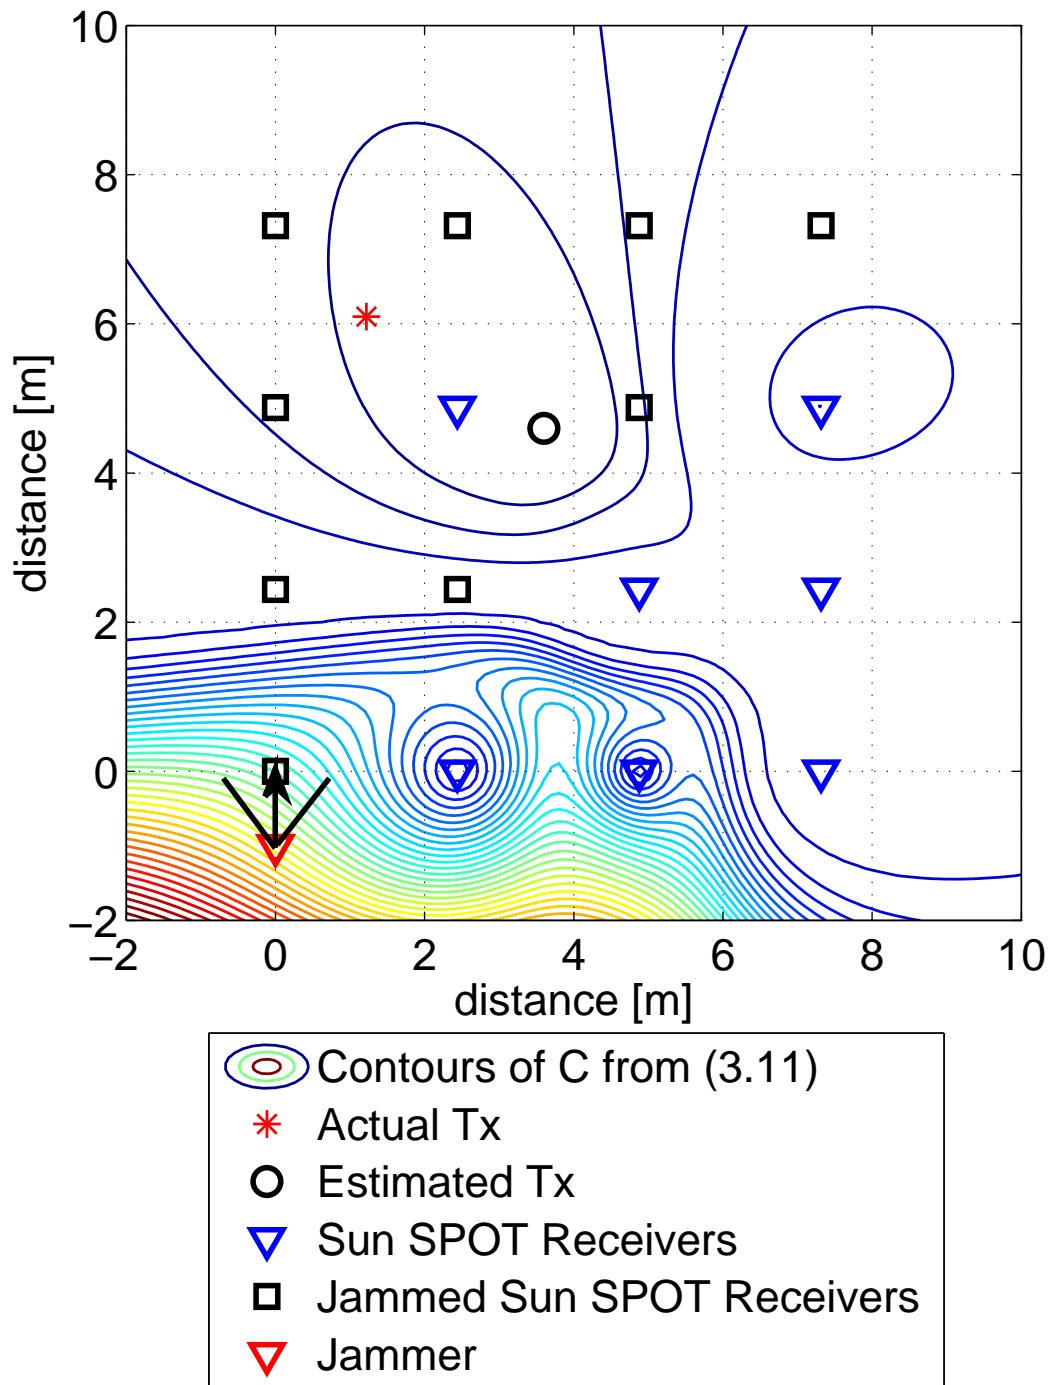 10
8
6
4
2
0
−2
distance [m]
−2 0 2 4 6 8 10
distance [m]
Contours of C from (3.11)
Actual Tx
Estimated Tx
Sun SPOT Receivers
Jammed Sun SPOT Receivers
Jammer